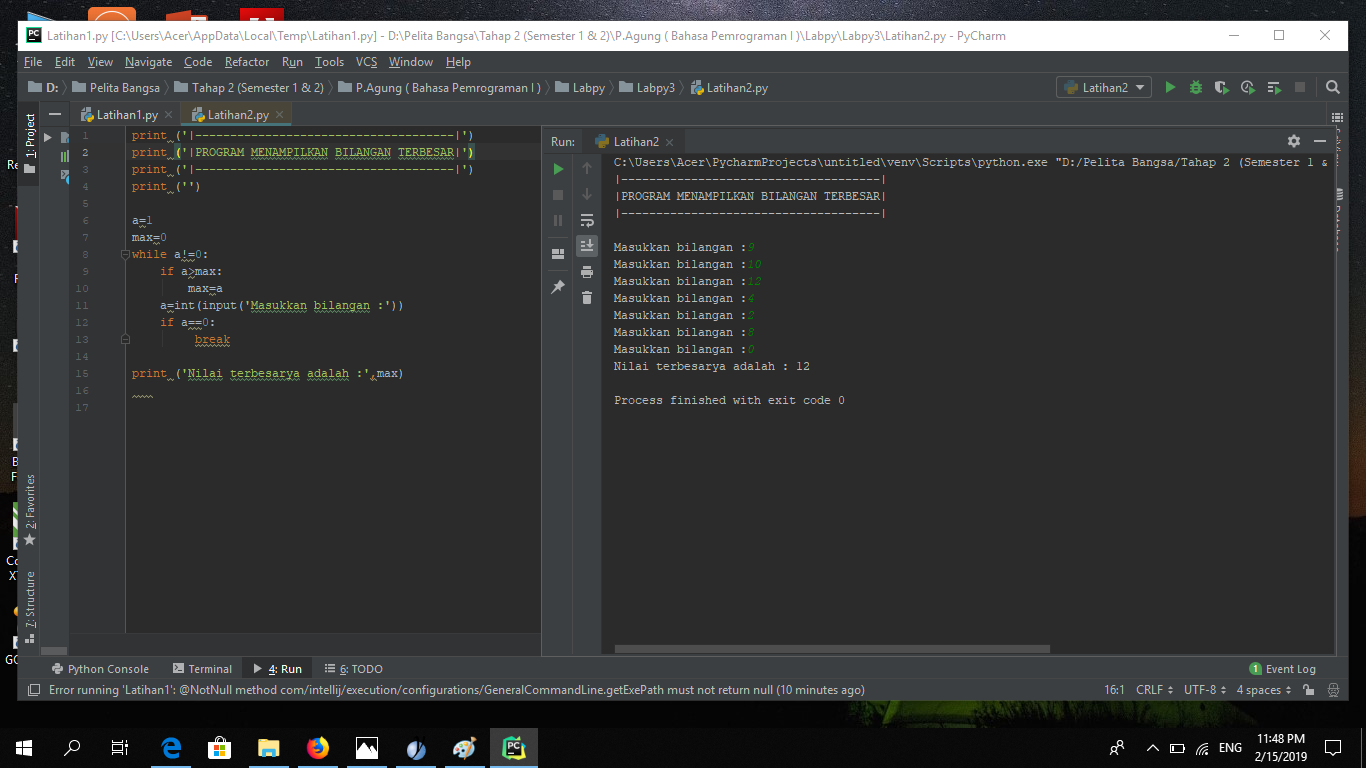 Latihan1.py [C:\Users\Acer\AppData\Local\Temp\Latihan1.py] - D:\Pelita Bangsa\Tahap 2 (Semester 1 & 2)\P.Agung ( Bahasa Pemrograman I )\Labpy\Labpy3\Latihan2.py - PyCharm
File Edit View Navigate Code Refactor Run Tools VCS Window Help
D: Pelita Bangsa Tahap 2 (Semester 1 & 2) P.Agung ( Bahasa Pemrograman I ) Labpy Labpy3 Latihan2.py Latihan2
1: Project
Latihan1.py Latihan2.py
1 print ('|-------------------------------------|')
2 print ('|PROGRAM MENAMPILKAN BILANGAN TERBESAR|')
3 print ('|-------------------------------------|')
4 print ('')
5
6 a=1
7 max=0
8 while a!=0:
9 if a>max:
10 max=a
11 a=int(input('Masukkan bilangan :'))
12 if a==0:
13 break
14
15 print ('Nilai terbesarya adalah :',max)
16
17
Run: Latihan2
C:\Users\Acer\PycharmProjects\untitled\venv\Scripts\python.exe "D:/Pelita Bangsa/Tahap 2 (Semester 1 &
|-------------------------------------|
|PROGRAM MENAMPILKAN BILANGAN TERBESAR|
|-------------------------------------|
Masukkan bilangan :9
Masukkan bilangan :10
Masukkan bilangan :12
Masukkan bilangan :4
Masukkan bilangan :2
Masukkan bilangan :8
Masukkan bilangan :0
Nilai terbesarya adalah : 12
Process finished with exit code 0
2: Favorites
7: Structure
Python Console Terminal 4: Run 6: TODO 1 Event Log
Error running 'Latihan1': @NotNull method com/intellij/execution/configurations/GeneralCommandLine.getExePath must not return null (10 minutes ago) 16:1 CRLF UTF-8 4 spaces
ENG
11:48 PM
2/15/2019